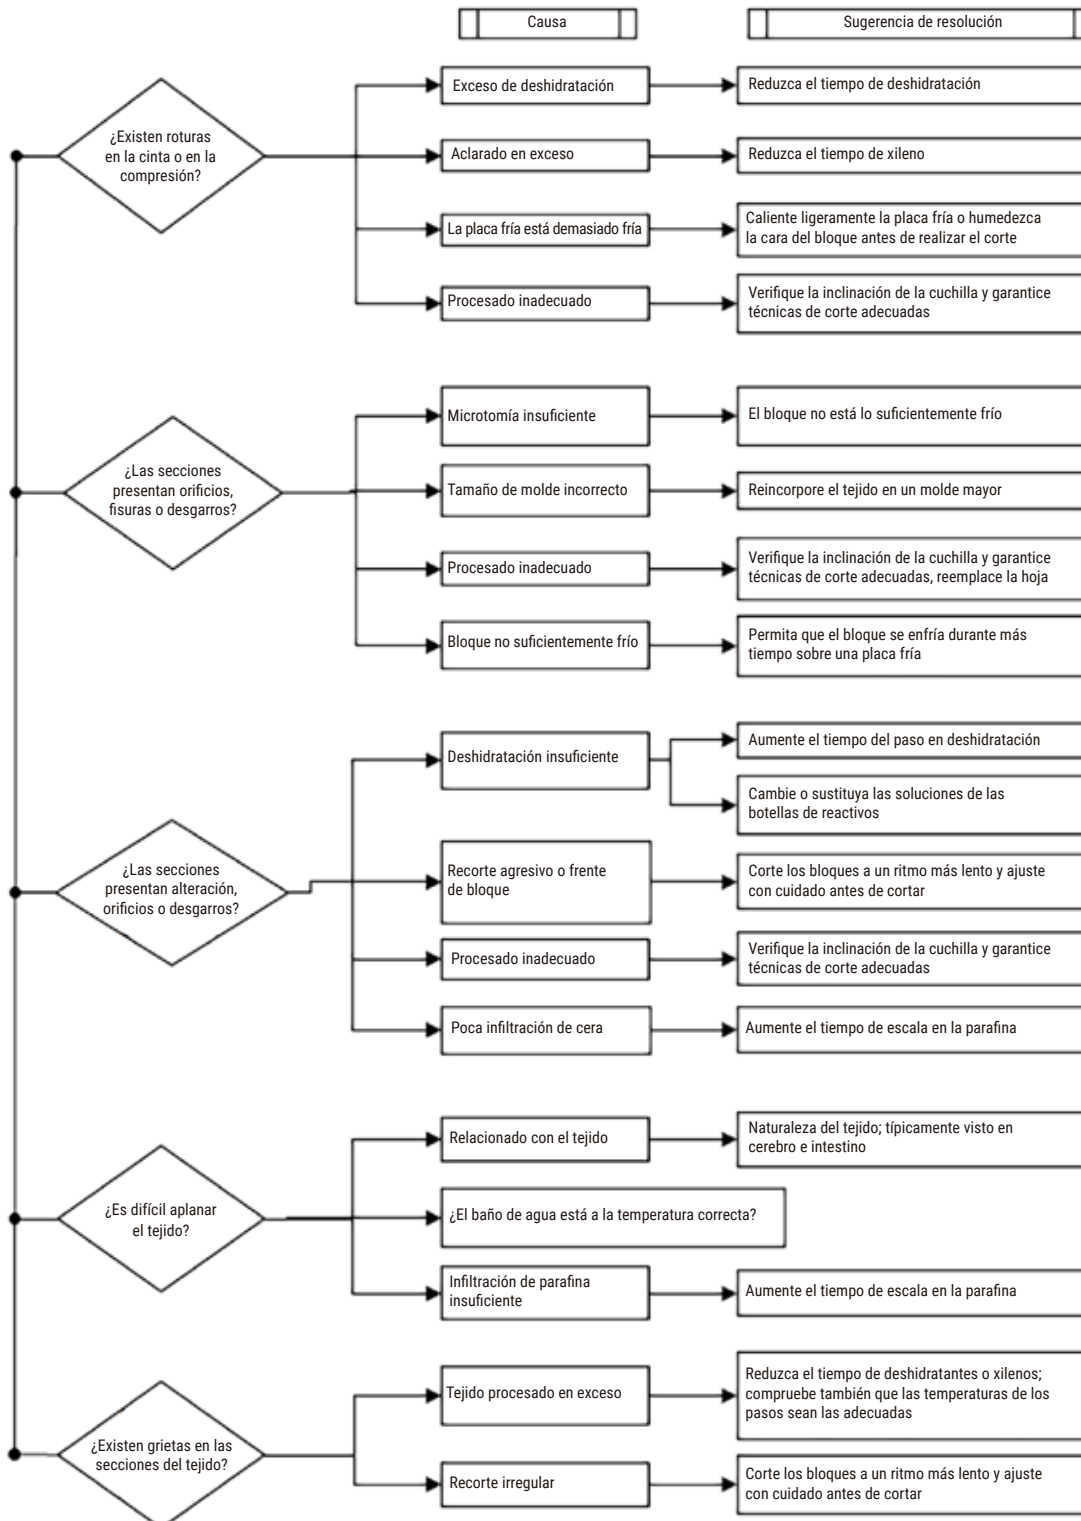 Causa
Sugerencia de resolución
¿Existen roturas
en la cinta o en la
compresión?
Exceso de deshidratación
Reduzca el tiempo de deshidratación
Aclarado en exceso
Reduzca el tiempo de xileno
La placa fría está demasiado fría
Caliente ligeramente la placa fría o humedezca
la cara del bloque antes de realizar el corte
Procesado inadecuado
Verifique la inclinación de la cuchilla y garantice
técnicas de corte adecuadas
¿Las secciones
presentan orificios,
fisuras o desgarros?
Microtomía insuficiente
El bloque no está lo suficientemente frío
Tamaño de molde incorrecto
Reincorpore el tejido en un molde mayor
Procesado inadecuado
Verifique la inclinación de la cuchilla y garantice
técnicas de corte adecuadas, reemplace la hoja
Bloque no suficientemente frío
Permita que el bloque se enfría durante más
tiempo sobre una placa fría
¿Las secciones
presentan alteración,
orificios o desgarros?
Deshidratación insuficiente
Aumente el tiempo del paso en deshidratación
Cambie o sustituya las soluciones de las
botellas de reactivos
Recorte agresivo o frente
de bloque
Corte los bloques a un ritmo más lento y ajuste
con cuidado antes de cortar
Procesado inadecuado
Verifique la inclinación de la cuchilla y garantice
técnicas de corte adecuadas
Poca infiltración de cera
Aumente el tiempo de escala en la parafina
¿Es difícil aplanar
el tejido?
Relacionado con el tejido
Naturaleza del tejido; típicamente visto en
cerebro e intestino
¿El baño de agua está a la temperatura correcta?
Infiltración de parafina
insuficiente
Aumente el tiempo de escala en la parafina
¿Existen grietas en las
secciones del tejido?
Tejido procesado en exceso
Reduzca el tiempo de deshidratantes o xilenos;
compruebe también que las temperaturas de los
pasos sean las adecuadas
Recorte irregular
Corte los bloques a un ritmo más lento y ajuste
con cuidado antes de cortar